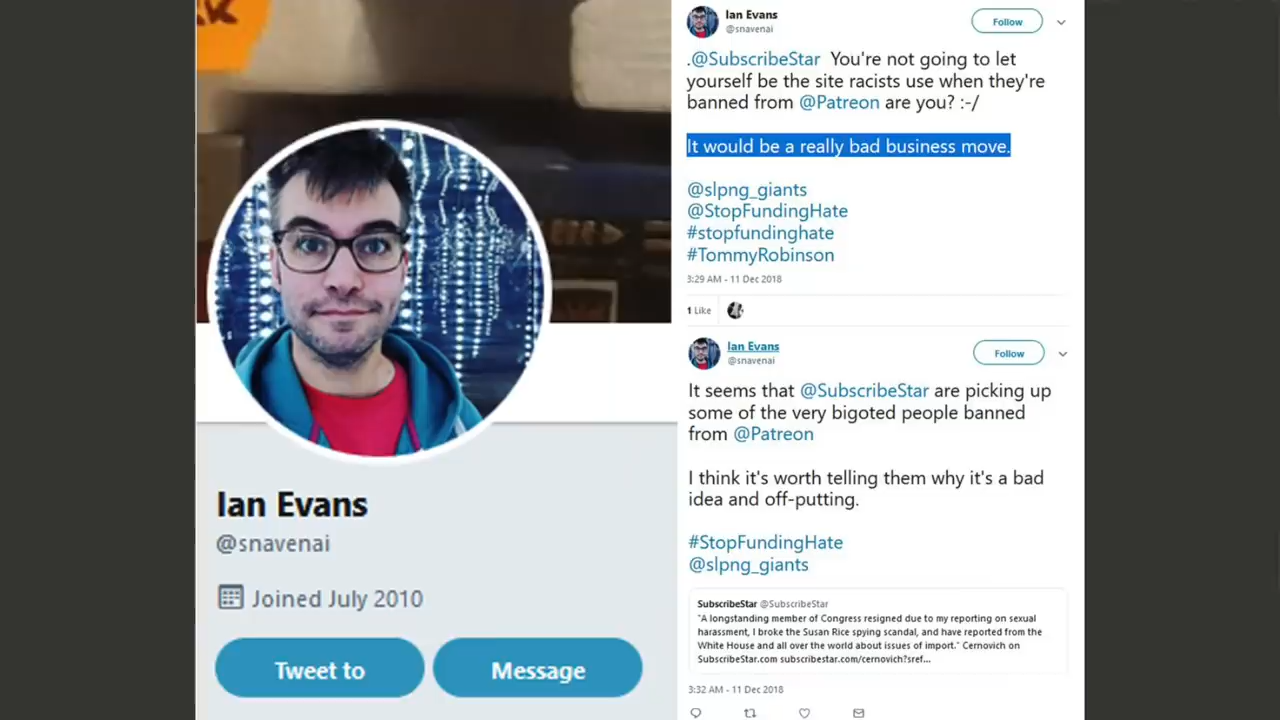 Ian Evans
@snavenai
Joined July 2010
Tweet to
Message
Ian Evans
@snavenai
Follow
.@SubscribeStar You're not going to let
yourself be the site racists use when they're
banned from @Patreon are you? :-/
It would be a really bad business move.
@slpng_giants
@StopFundingHate
#stopfundinghate
#TommyRobinson
3:29 AM - 11 Dec 2018
1 Like
Ian Evans
@snavenai
Follow
It seems that @SubscribeStar are picking up
some of the very bigoted people banned
from @Patreon
I think it's worth telling them why it's a bad
idea and off-putting.
#StopFundingHate
@slpng_giants
SubscribeStar @SubscribeStar
"A longstanding member of Congress resigned due to my reporting on sexual
harassment, I broke the Susan Rice spying scandal, and have reported from the
White House and all over the world about issues of import." Cernovich on
SubscribeStar.com subscribestar.com/cernovich?sref...
3:32 AM - 11 Dec 2018